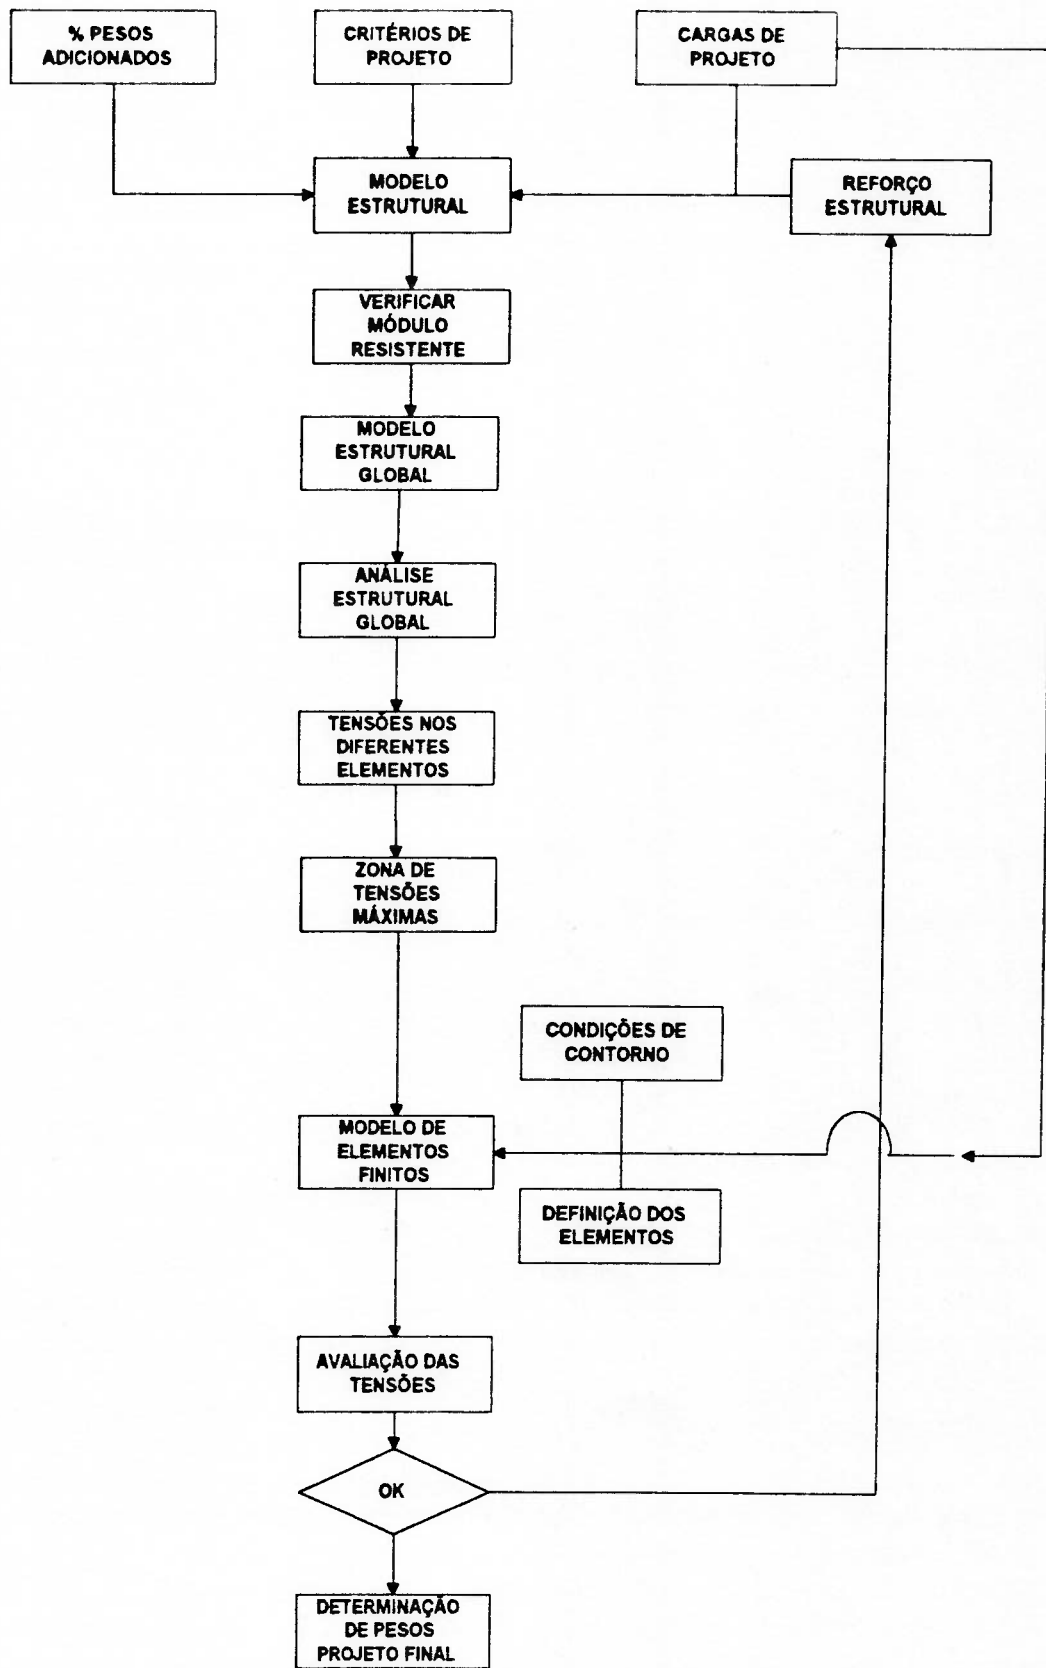 % PESOS
ADICIONADOS
CRITÉRIOS DE
PROJETO
CARGAS DE
PROJETO
MODELO
ESTRUTURAL
REFORÇO
ESTRUTURAL
VERIFICAR
MÓDULO
RESISTENTE
MODELO
ESTRUTURAL
GLOBAL
ANÁLISE
ESTRUTURAL
GLOBAL
TENSÕES NOS
DIFERENTES
ELEMENTOS
ZONA DE
TENSÕES
MÁXIMAS
CONDIÇÕES DE
CONTORNO
MODELO DE
ELEMENTOS
FINITOS
DEFINIÇÃO DOS
ELEMENTOS
AVALIAÇÃO DAS
TENSÕES
OK
DETERMINAÇÃO
DE PESOS
PROJETO FINAL